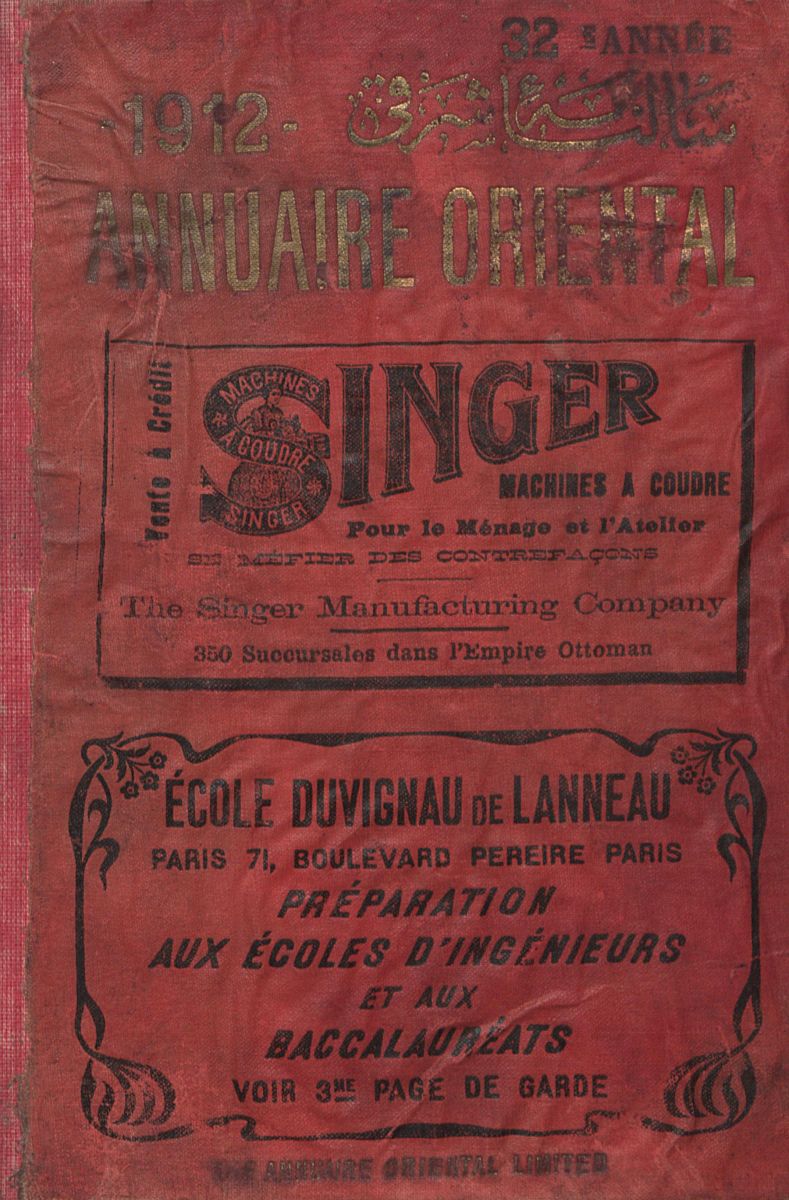 32 EANNÉE
-1912- سالنامهٔ شرقی
ANNUAIRE ORIENTAL
Vente à Crédit
MACHINES
A COUDRE
SINGER
SINGER
MACHINES A COUDRE
Pour le Ménage et l'Atelier
SE MÉFIER DES CONTREFAÇONS
The Singer Manufacturing Company
350 Succursales dans l'Empire Ottoman
ÉCOLE DUVIGNAU DE LANNEAU
PARIS 71, BOULEVARD PEREIRE PARIS
PRÉPARATION
AUX ÉCOLES D'INGÉNIEURS
ET AUX
BACCALAURÉATS
VOIR 3ME PAGE DE GARDE
THE ANNUAIRE ORIENTAL LIMITED